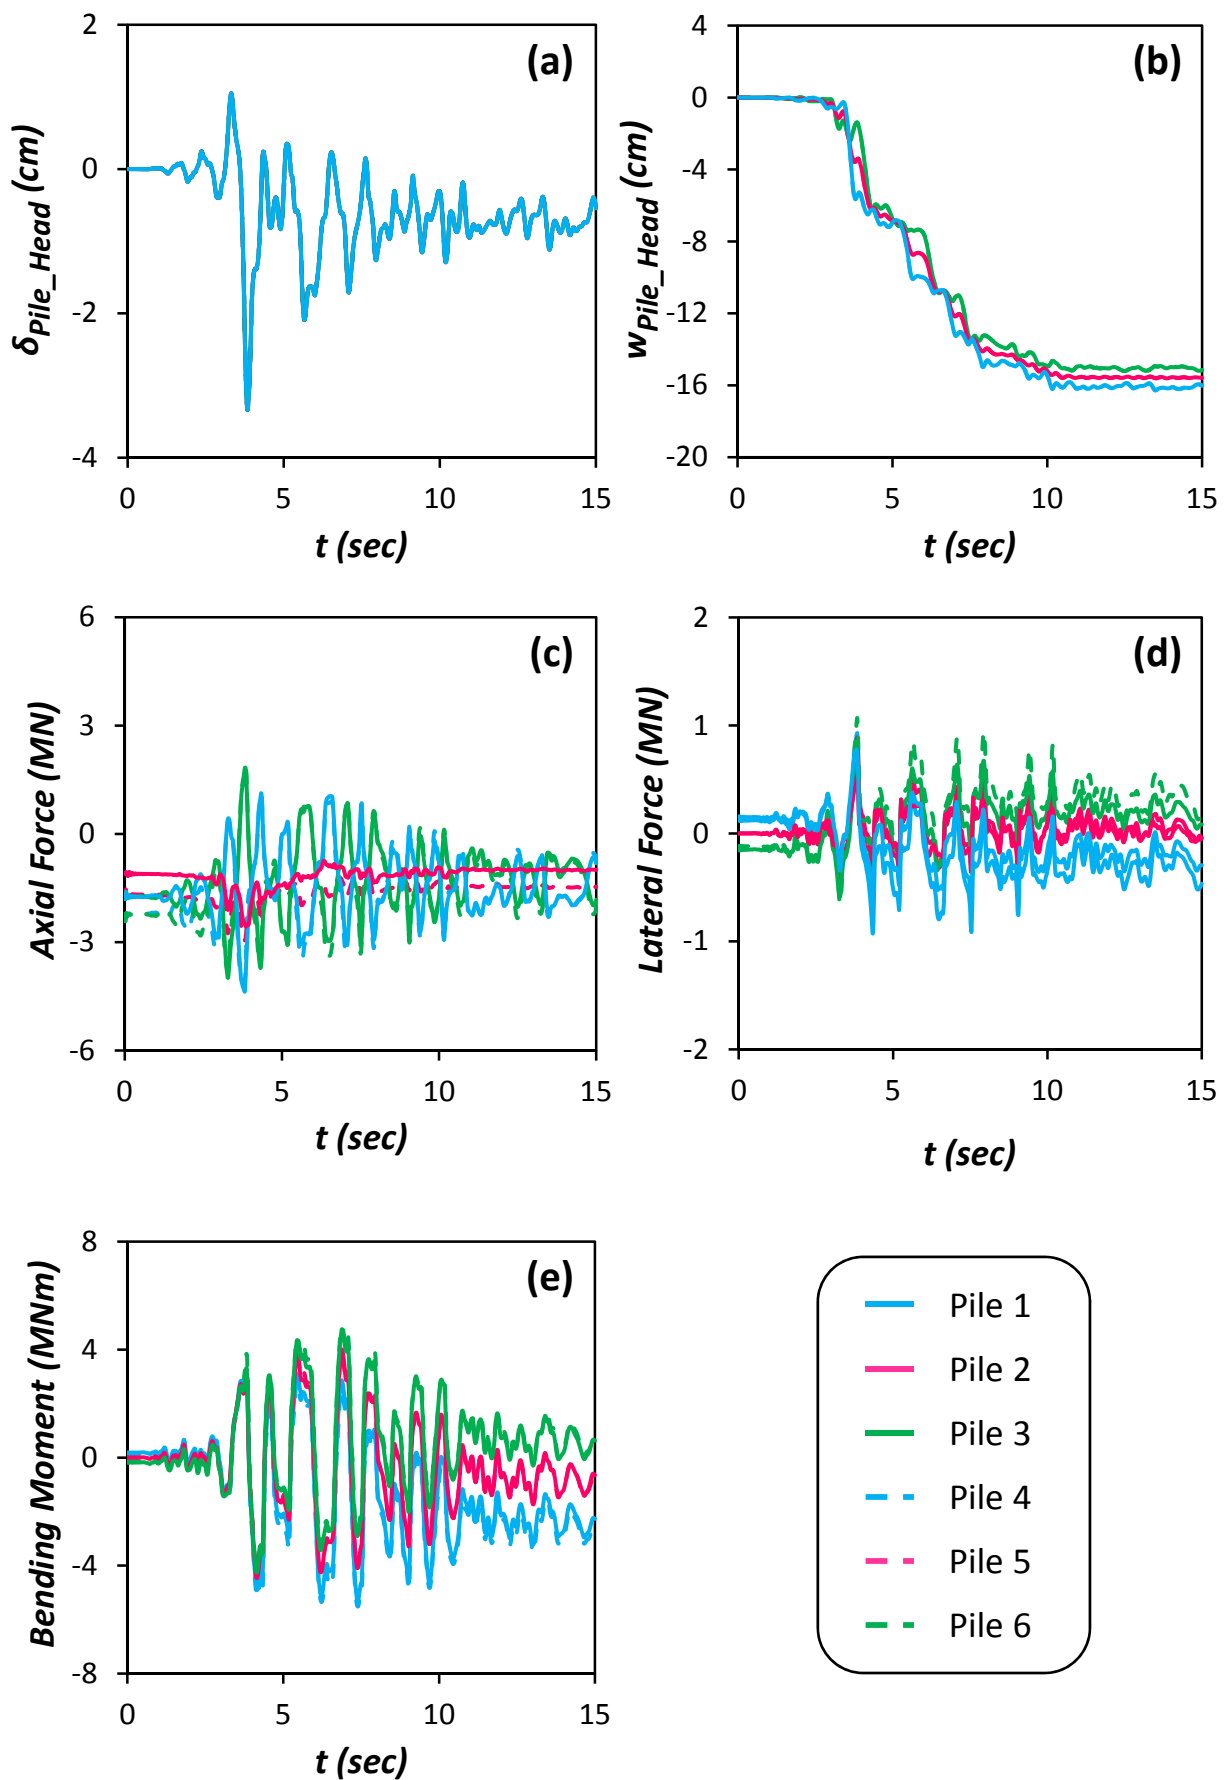 (a)
δPile_Head (cm)
2
0
-2
-4
0 5 10 15
t (sec)
(b)
wPile_Head (cm)
4
0
-4
-8
-12
-16
-20
0 5 10 15
t (sec)
(c)
Axial Force (MN)
6
3
0
-3
-6
0 5 10 15
t (sec)
(d)
Lateral Force (MN)
2
1
0
-1
-2
0 5 10 15
t (sec)
(e)
Bending Moment (MNm)
8
4
0
-4
-8
0 5 10 15
t (sec)
Pile 1
Pile 2
Pile 3
Pile 4
Pile 5
Pile 6